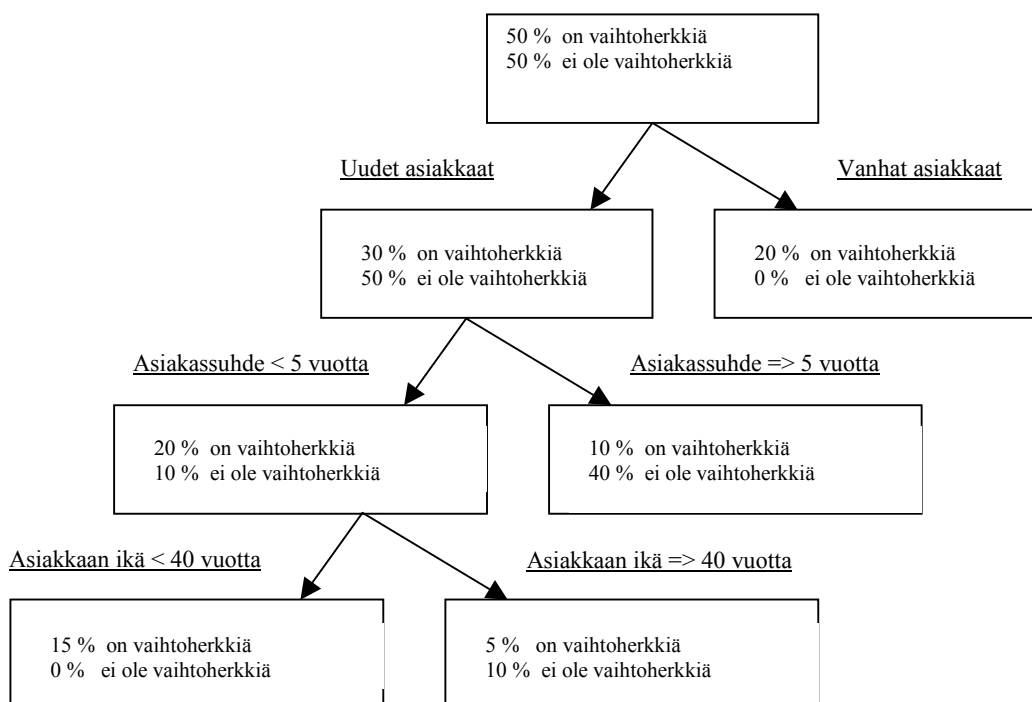 50 % on vaihtoherkkiä
50 % ei ole vaihtoherkkiä
Uudet asiakkaat
Vanhat asiakkaat
30 % on vaihtoherkkiä
50 % ei ole vaihtoherkkiä
20 % on vaihtoherkkiä
0 % ei ole vaihtoherkkiä
Asiakassuhde < 5 vuotta
Asiakassuhde => 5 vuotta
20 % on vaihtoherkkiä
10 % ei ole vaihtoherkkiä
10 % on vaihtoherkkiä
40 % ei ole vaihtoherkkiä
Asiakkaan ikä < 40 vuotta
Asiakkaan ikä => 40 vuotta
15 % on vaihtoherkkiä
0 % ei ole vaihtoherkkiä
5 % on vaihtoherkkiä
10 % ei ole vaihtoherkkiä